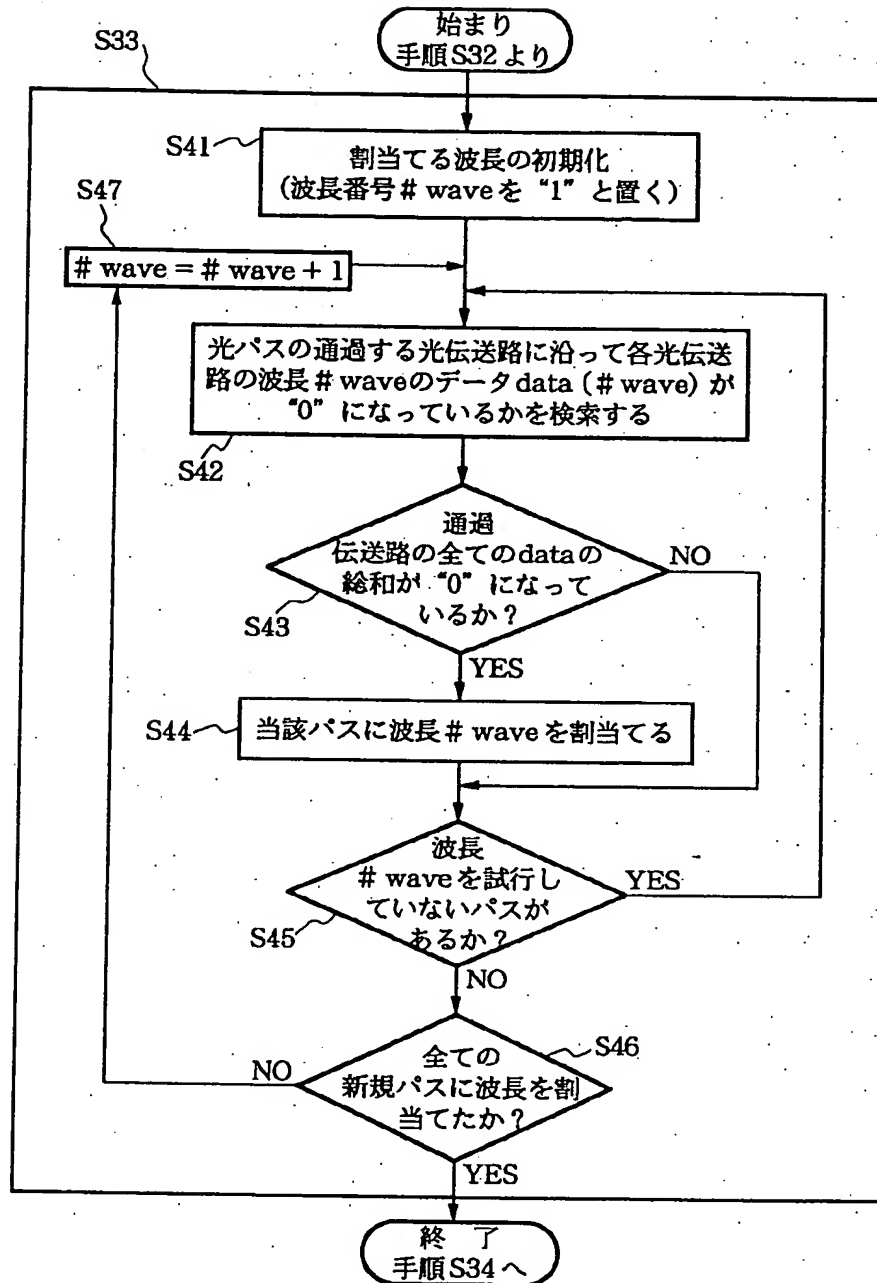 始まり
手順S32より
S33
S41
割当てる波長の初期化
(波長番号# waveを “1” と置く)
S47
# wave = # wave + 1
光パスの通過する光伝送路に沿って各光伝送
路の波長# waveのデータdata (# wave) が
“0” になっているかを検索する
S42
通過
伝送路の全てのdataの
総和が “0” になって
いるか?
NO
S43
YES
S44
当該パスに波長# waveを割当てる
波長
# waveを試行し
ていないパスが
あるか?
YES
S45
NO
S46
全ての
新規パスに波長を割
当てたか?
NO
YES
終 了
手順S34へ